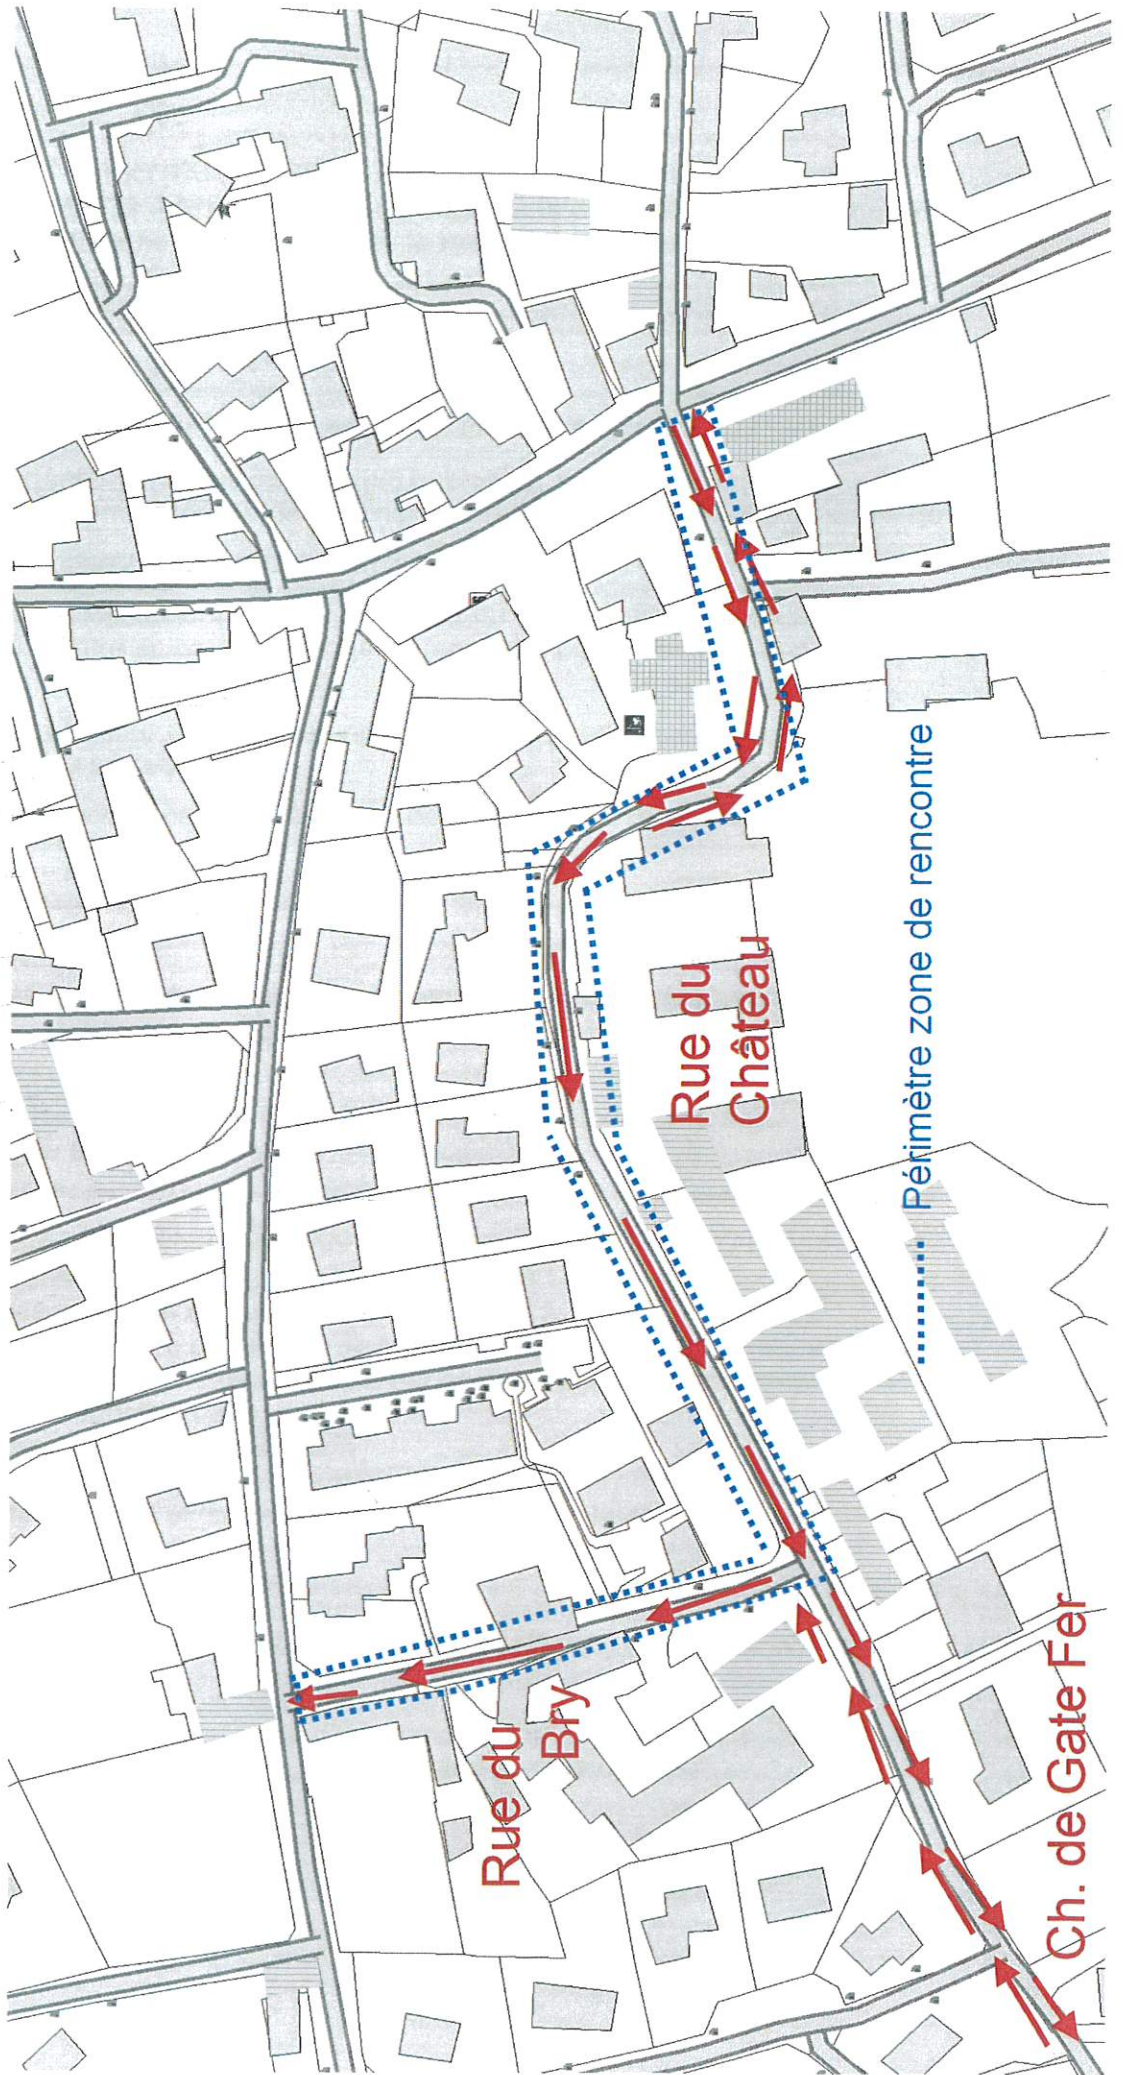 Rue du
Château
Périmètre zone de rencontre
Rue du
Bry
Ch. de Gate Fer